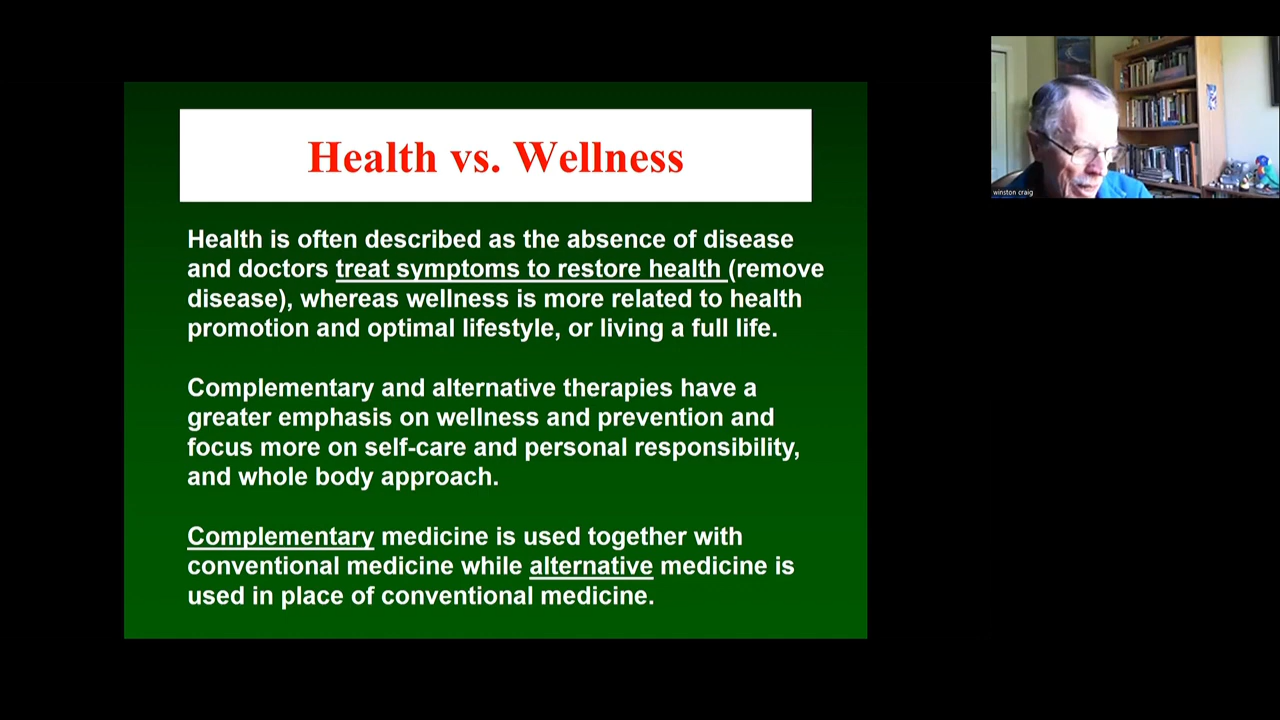 Health vs. Wellness
Health is often described as the absence of disease
and doctors treat symptoms to restore health (remove
disease), whereas wellness is more related to health
promotion and optimal lifestyle, or living a full life.
Complementary and alternative therapies have a
greater emphasis on wellness and prevention and
focus more on self-care and personal responsibility,
and whole body approach.
Complementary medicine is used together with
conventional medicine while alternative medicine is
used in place of conventional medicine.
winston craig